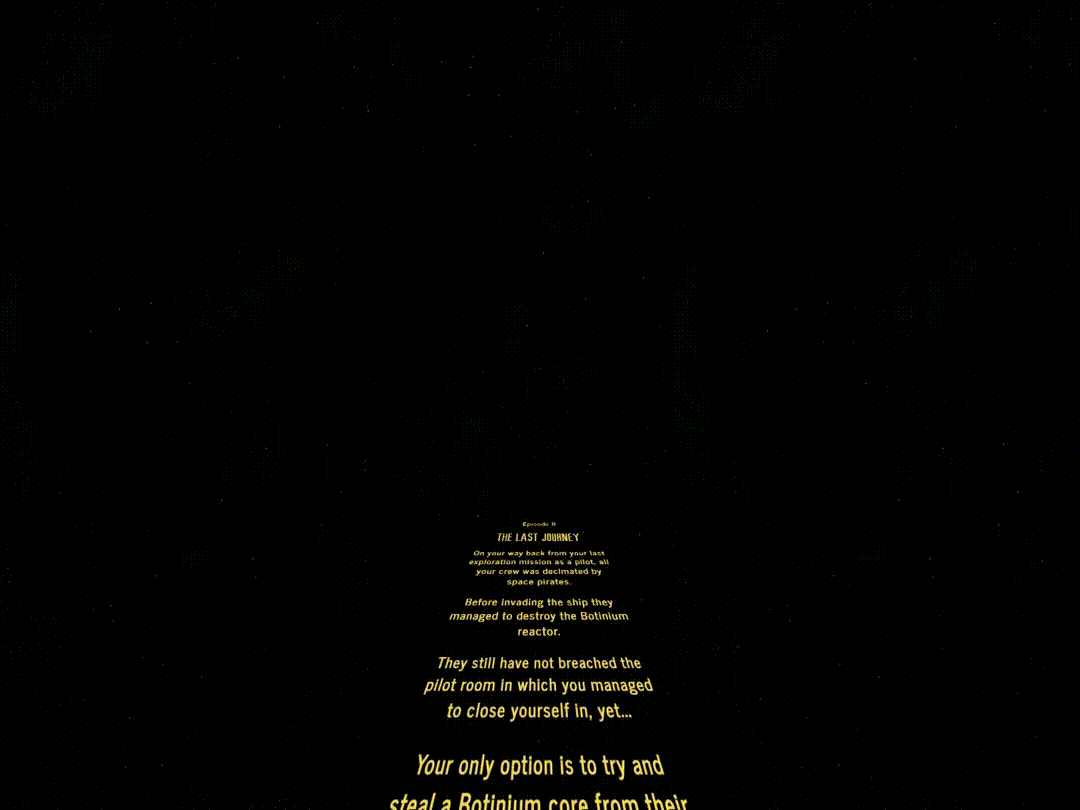 Episode II
THE LAST JOURNEY
On your way back from your last
exploration mission as a pilot, all
your crew was decimated by
space pirates.
Before invading the ship they
managed to destroy the Botinium
reactor.
They still have not breached the
pilot room in which you managed
to close yourself in, yet...
Your only option is to try and
steal a Botinium core from their